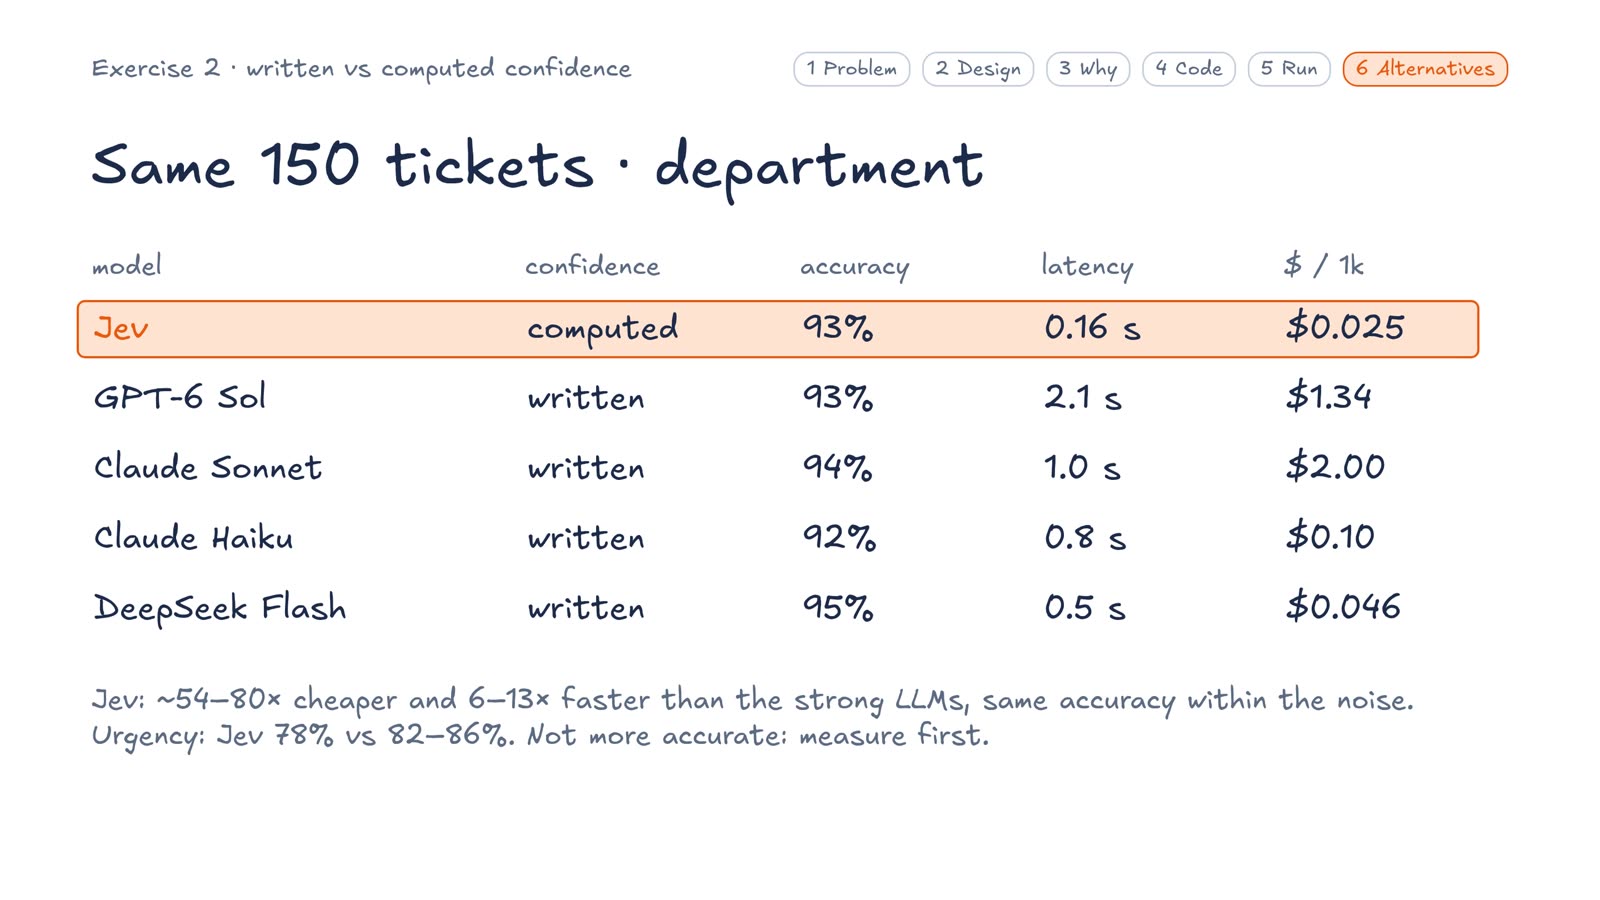 Exercise 2 · written vs computed confidence
1 Problem 2 Design 3 Why 4 Code 5 Run 6 Alternatives
Same 150 tickets · department
model confidence accuracy latency $ / 1k
Jev computed 93% 0.16 s $0.025
GPT-6 Sol written 93% 2.1 s $1.34
Claude Sonnet written 94% 1.0 s $2.00
Claude Haiku written 92% 0.8 s $0.10
DeepSeek Flash written 95% 0.5 s $0.046
Jev: ~54–80× cheaper and 6–13× faster than the strong LLMs, same accuracy within the noise.
Urgency: Jev 78% vs 82–86%. Not more accurate: measure first.